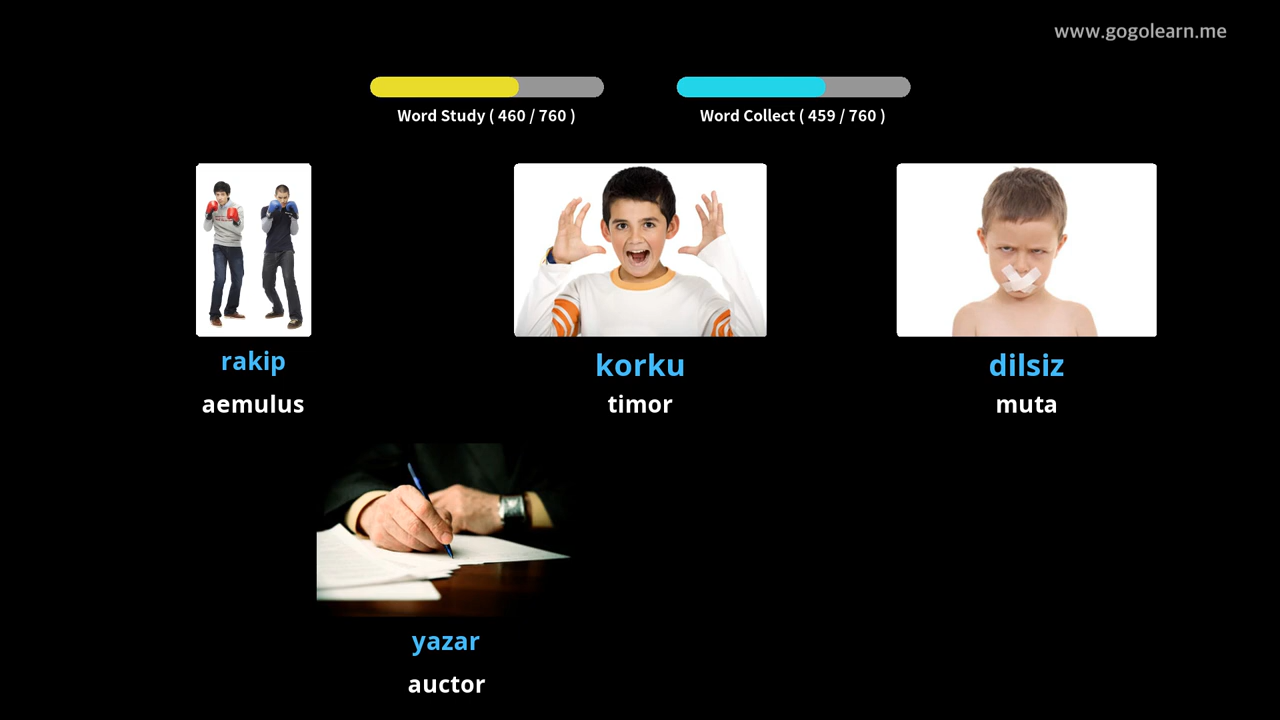 www.gogolearn.me
Word Study ( 460 / 760 )
Word Collect ( 459 / 760 )
rakip
aemulus
korku
timor
dilsiz
muta
yazar
auctor